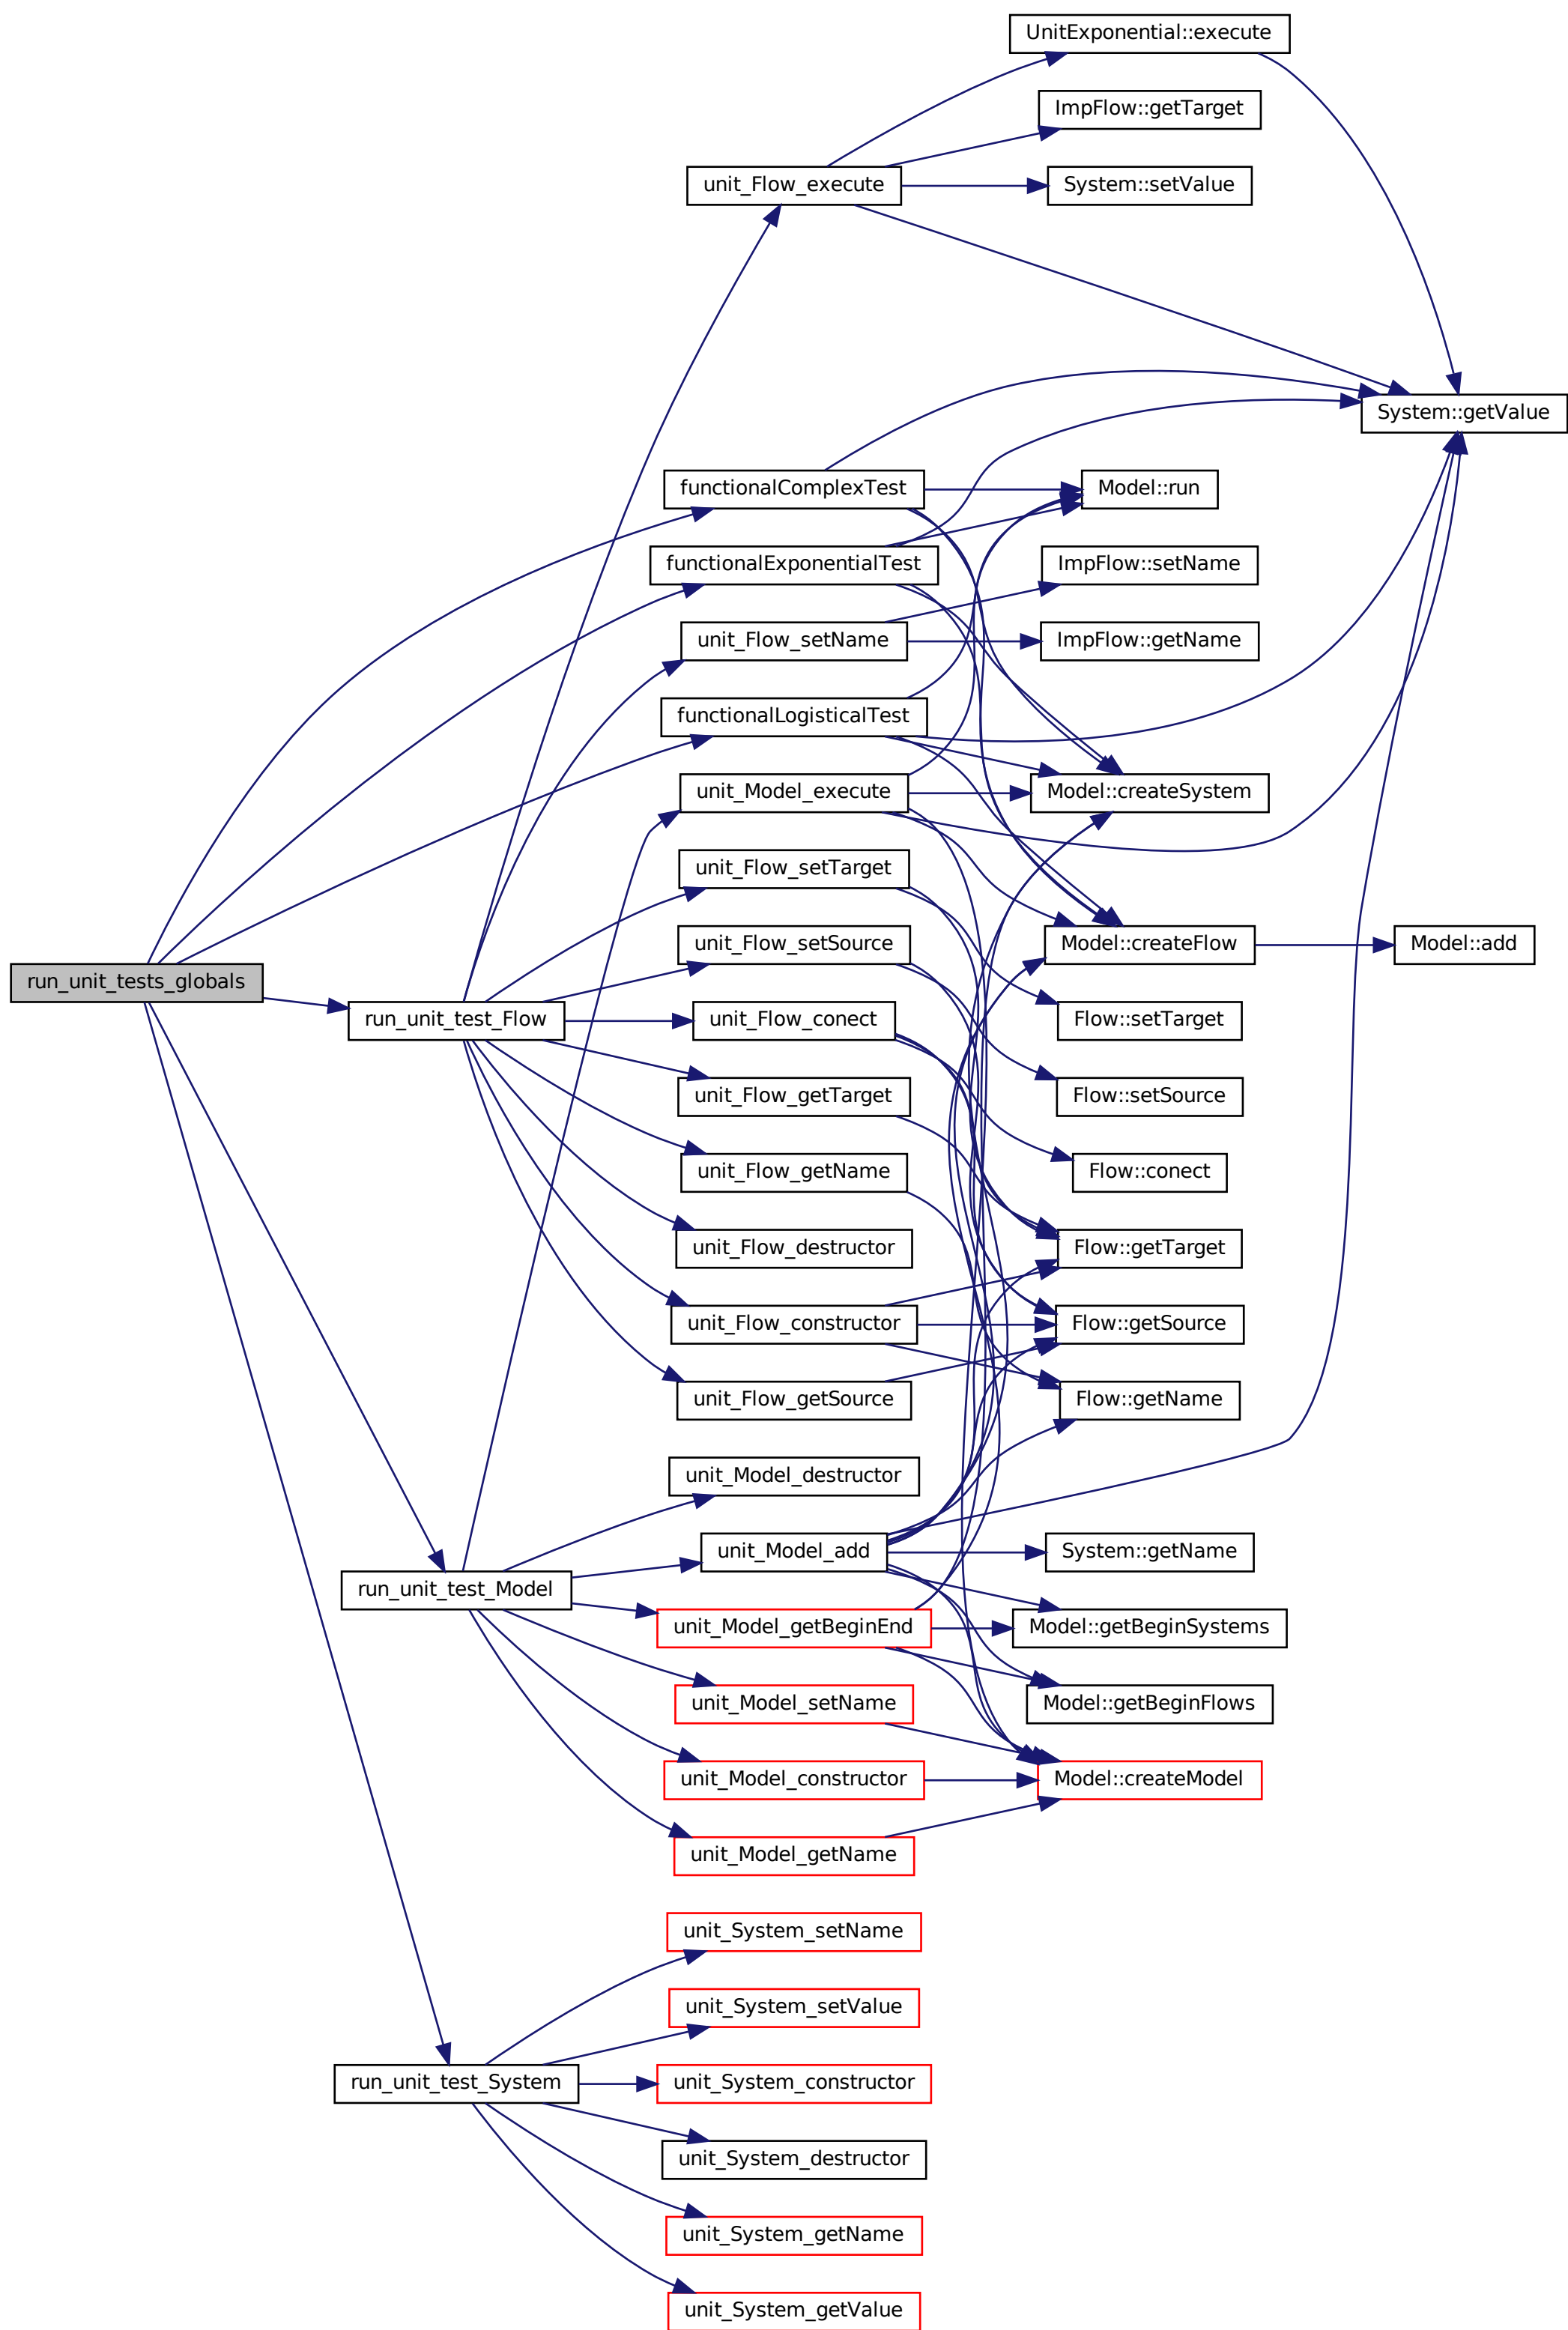 UnitExponential::execute
ImpFlow::getTarget
unit_Flow_execute
System::setValue
System::getValue
functionalComplexTest
Model::run
functionalExponentialTest
ImpFlow::setName
unit_Flow_setName
ImpFlow::getName
functionalLogisticalTest
unit_Model_execute
Model::createSystem
unit_Flow_setTarget
unit_Flow_setSource
Model::createFlow
Model::add
run_unit_tests_globals
run_unit_test_Flow
unit_Flow_conect
Flow::setTarget
unit_Flow_getTarget
Flow::setSource
unit_Flow_getName
Flow::conect
unit_Flow_destructor
Flow::getTarget
unit_Flow_constructor
Flow::getSource
unit_Flow_getSource
Flow::getName
unit_Model_destructor
unit_Model_add
System::getName
run_unit_test_Model
unit_Model_getBeginEnd
Model::getBeginSystems
unit_Model_setName
Model::getBeginFlows
unit_Model_constructor
Model::createModel
unit_Model_getName
unit_System_setName
unit_System_setValue
run_unit_test_System
unit_System_constructor
unit_System_destructor
unit_System_getName
unit_System_getValue